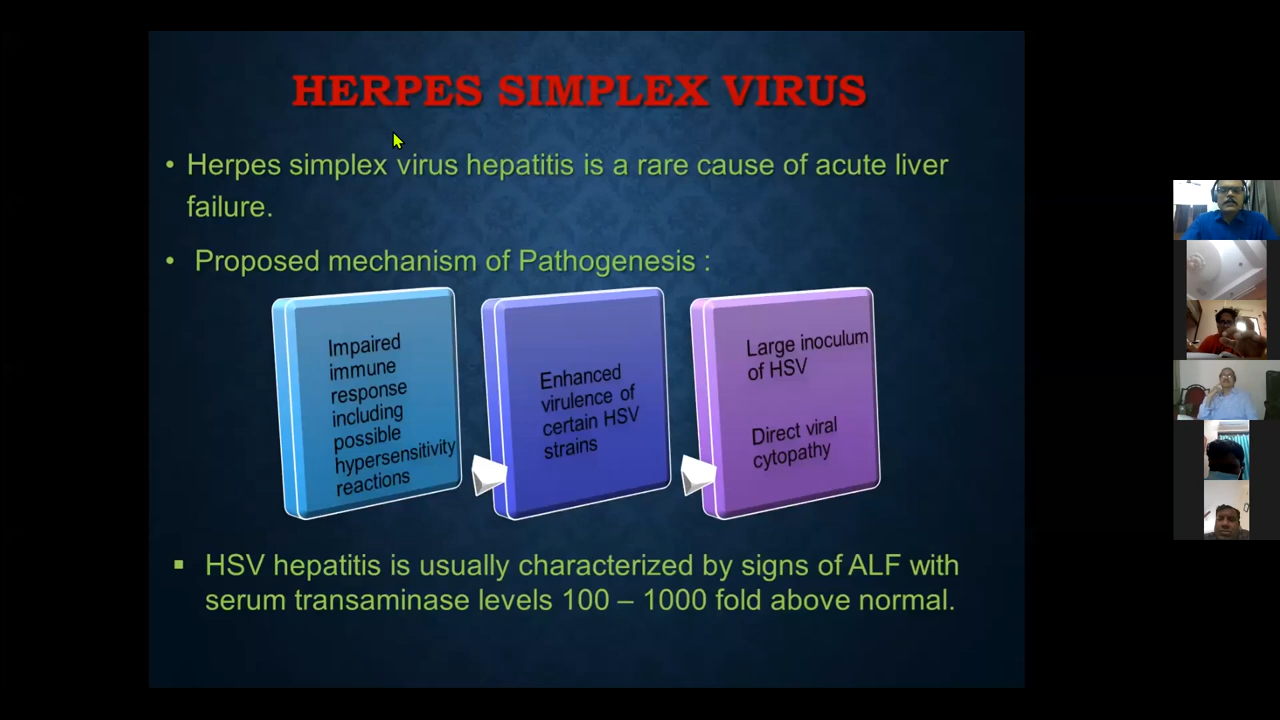 HERPES SIMPLEX VIRUS
• Herpes simplex virus hepatitis is a rare cause of acute liver
failure.
• Proposed mechanism of Pathogenesis :
Impaired
immune
response
including
possible
hypersensitivity
reactions
Enhanced
virulence of
certain HSV
strains
Large inoculum
of HSV
Direct viral
cytopathy
▪ HSV hepatitis is usually characterized by signs of ALF with
serum transaminase levels 100 – 1000 fold above normal.